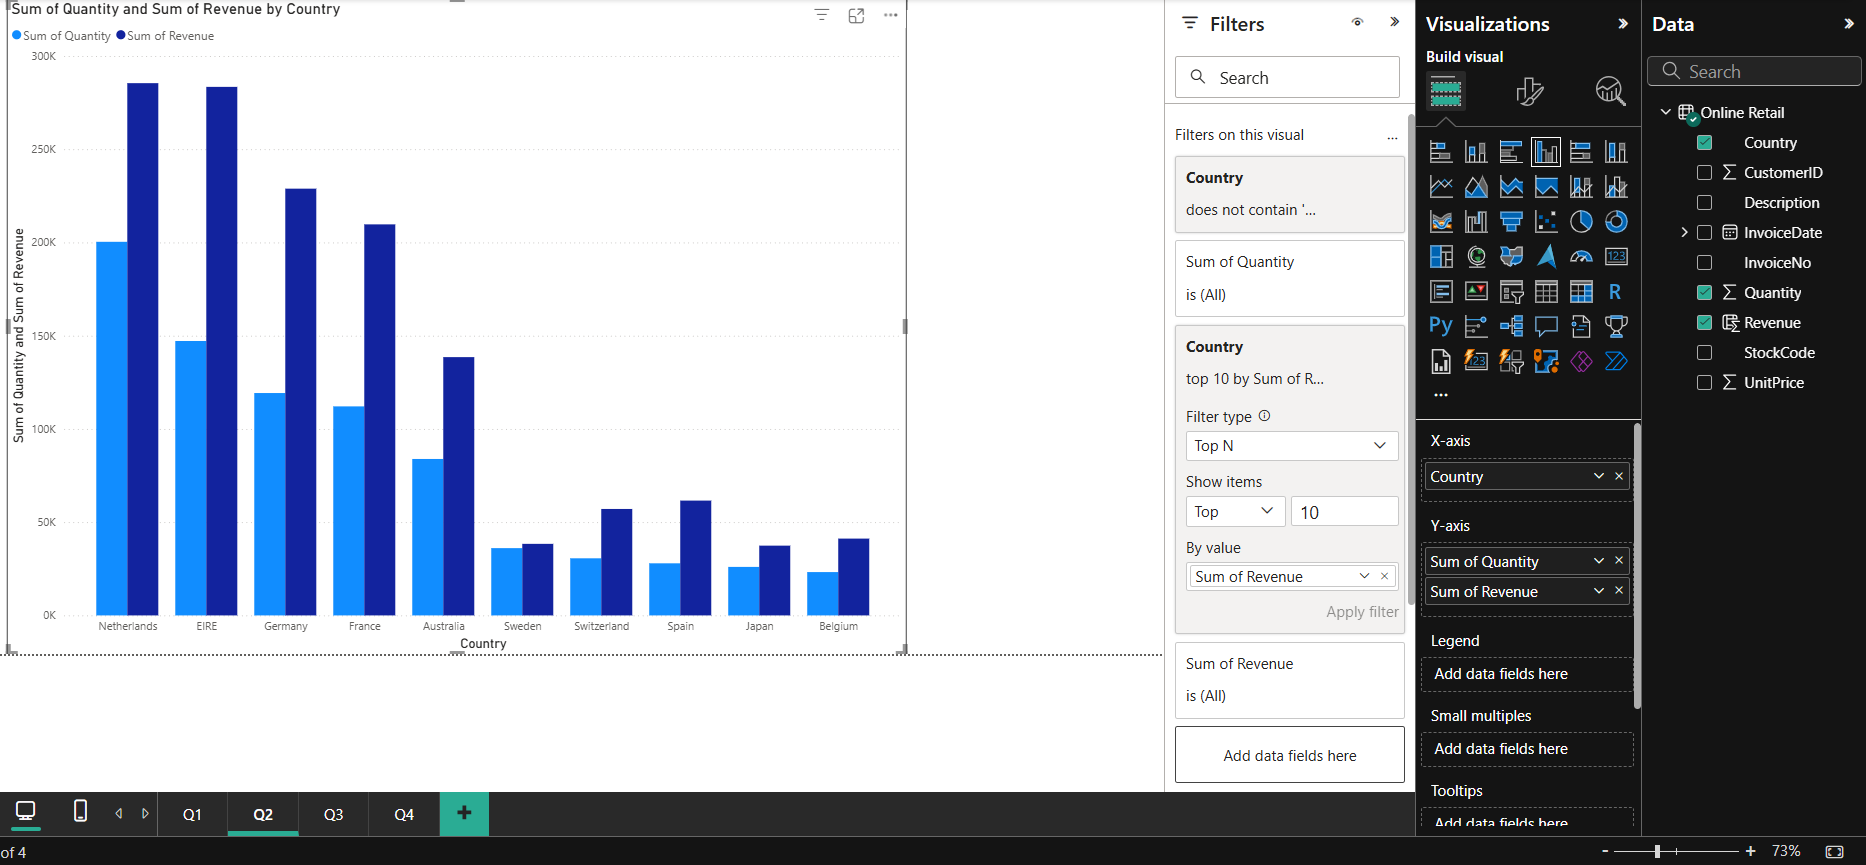 Sum of Quantity and Sum of Revenue by Country
Sum of Quantity Sum of Revenue
300K
250K
200K
150K
100K
50K
0K
Sum of Quantity and Sum of Revenue
Netherlands EIRE Germany France Australia Sweden Switzerland Spain Japan Belgium
Country
Filters
Search
Filters on this visual ...
Country
does not contain '...
Sum of Quantity
is (All)
Country
top 10 by Sum of R...
Filter type
Top N
Show items
Top 10
By value
Sum of Revenue
Apply filter
Sum of Revenue
is (All)
Add data fields here
Visualizations
Build visual
123
R
Py
123
...
X-axis
Country
Y-axis
Sum of Quantity
Sum of Revenue
Legend
Add data fields here
Small multiples
Add data fields here
Tooltips
Add data fields here
Data
Search
Online Retail
Country
CustomerID
Description
InvoiceDate
InvoiceNo
Quantity
Revenue
StockCode
UnitPrice
Q1 Q2 Q3 Q4 +
of 4
- + 73%